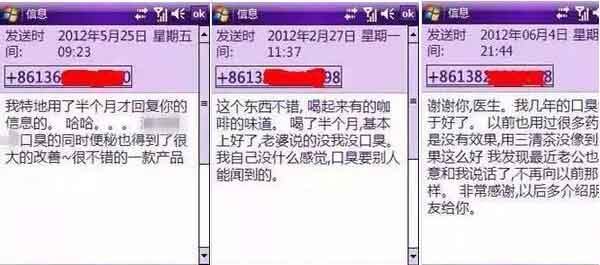 信息
ok
发送时间:
2012年5月25日 星期五
09:23
+86136
0
我特地用了半个月才回复你的
信息的。 哈哈。。。
口臭的同时便秘也得到了很
大的改善~很不错的一款产品
信息
ok
发送时间:
2012年2月27日 星期一
11:37
+8613
98
这个东西不错, 喝起来有的咖
啡的味道。 喝了半个月,基本
上好了,老婆说的没我没口臭。
我自己没什么感觉,口臭要别人
能闻到的。
信息
发送时间:
2012年06月4日 星期
21:44
+86138
8
谢谢你,医生。我几年的口臭
于好了。 以前也用过很多药
是没有效果,用三清茶没像到
果这么好 我发现最近老公也
意和我说话了,不再向以前那
样。 非常感谢,以后多介绍朋
友给你。